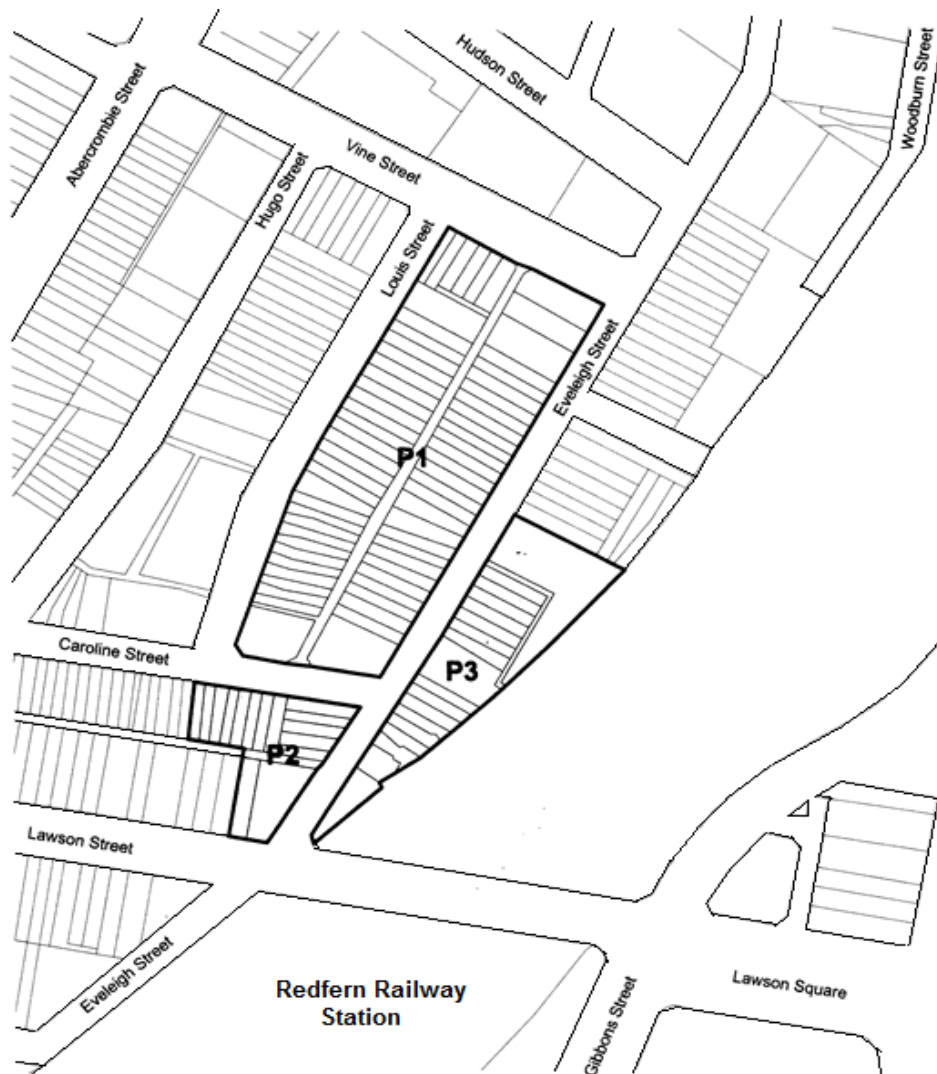 Hudson Street
Woodburn Street
Abercrombie Street
Vine Street
Hugo Street
Louis Street
Eveleigh Street
P1
Caroline Street
P3
P2
Lawson Street
Eveleigh Street
Redfern Railway
Station
Gibbons Street
Lawson Square